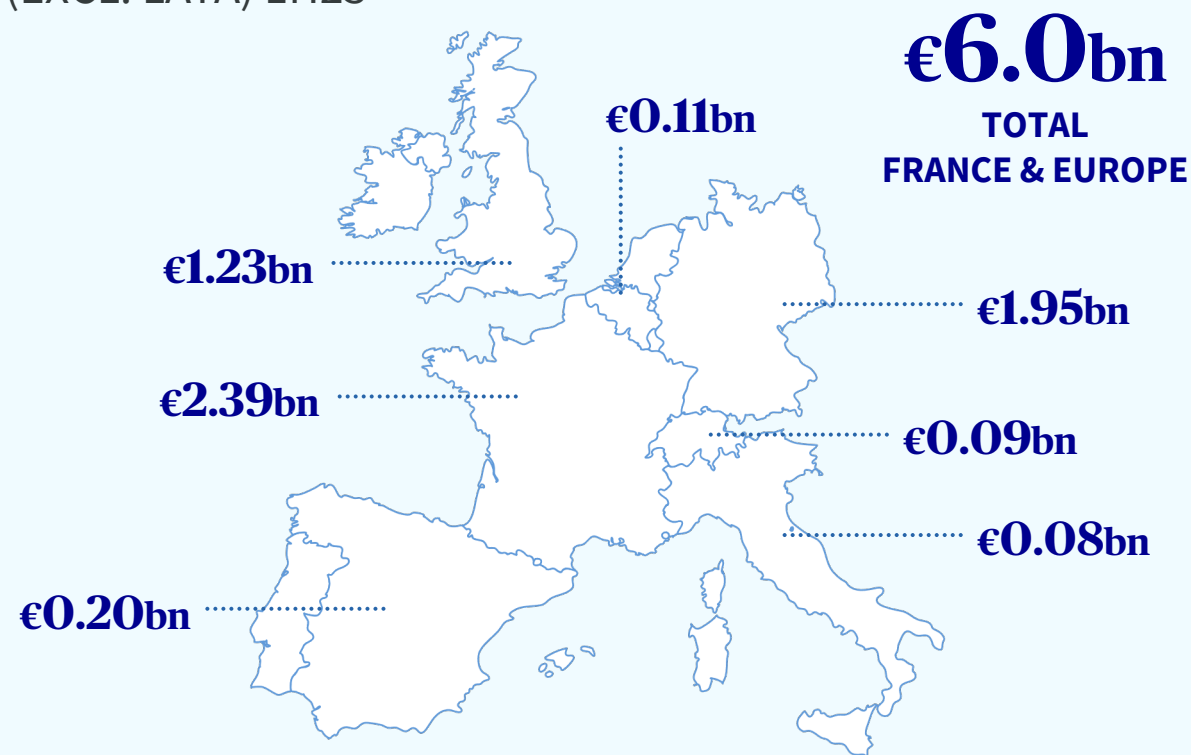 €6.0bn
TOTAL
FRANCE & EUROPE
€0.11bn
€1.23bn
€1.95bn
€2.39bn
€0.09bn
€0.08bn
€0.20bn